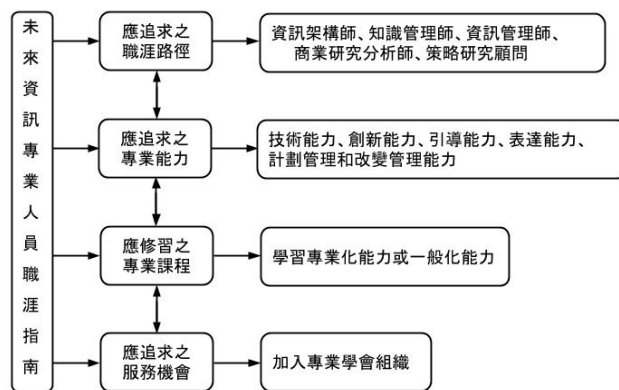 未來資訊專業人員職涯指南
應追求之
職涯路徑
資訊架構師、知識管理師、資訊管理師、
商業研究分析師、策略研究顧問
應追求之
專業能力
技術能力、創新能力、引導能力、表達能力、
計劃管理和改變管理能力
應修習之
專業課程
學習專業化能力或一般化能力
應追求之
服務機會
加入專業學會組織